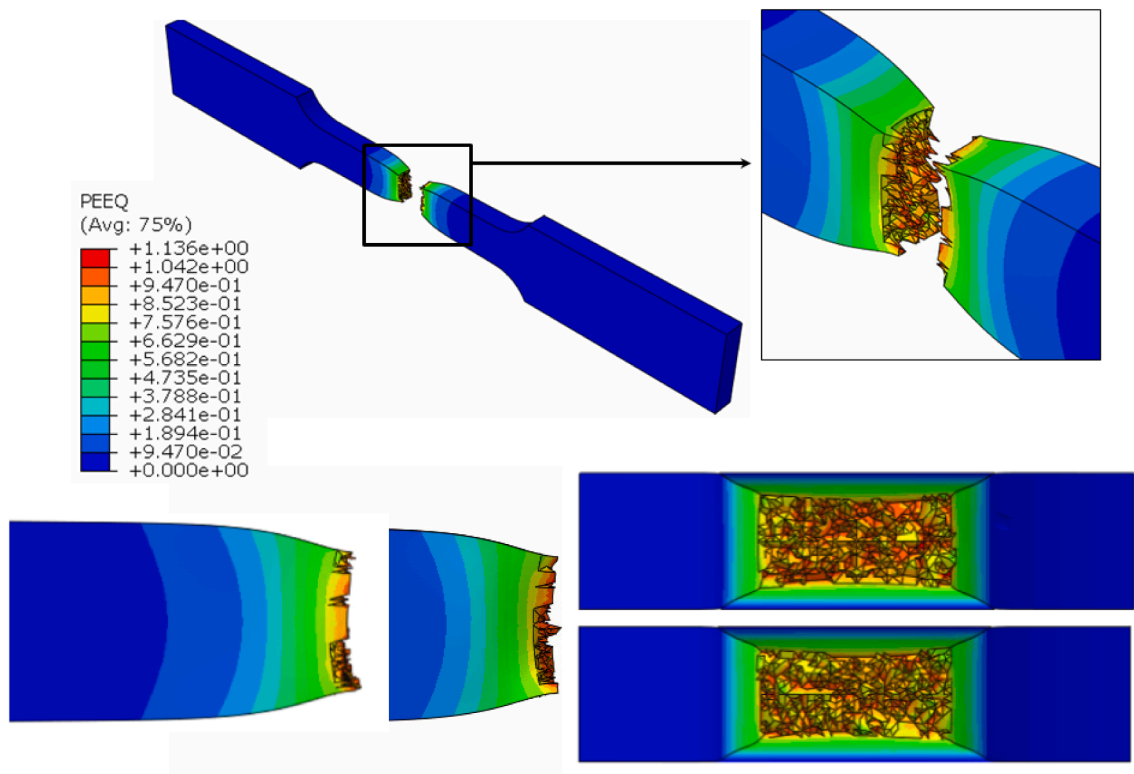 PEEQ
(Avg: 75%)
+1.136e+00
+1.042e+00
+9.470e-01
+8.523e-01
+7.576e-01
+6.629e-01
+5.682e-01
+4.735e-01
+3.788e-01
+2.841e-01
+1.894e-01
+9.470e-02
+0.000e+00